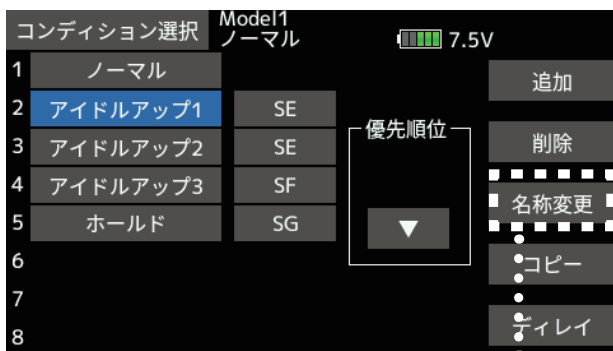 コンディション選択
Model1
ノーマル
7.5V
1 ノーマル
2 アイドルアップ1 SE
3 アイドルアップ2 SE
4 アイドルアップ3 SF
5 ホールド SG
6
7
8
優先順位
▼
追加
削除
名称変更
コピー
ディレイ